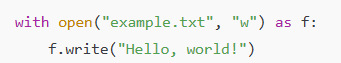 with open("example.txt", "w") as f:
    f.write("Hello, world!")